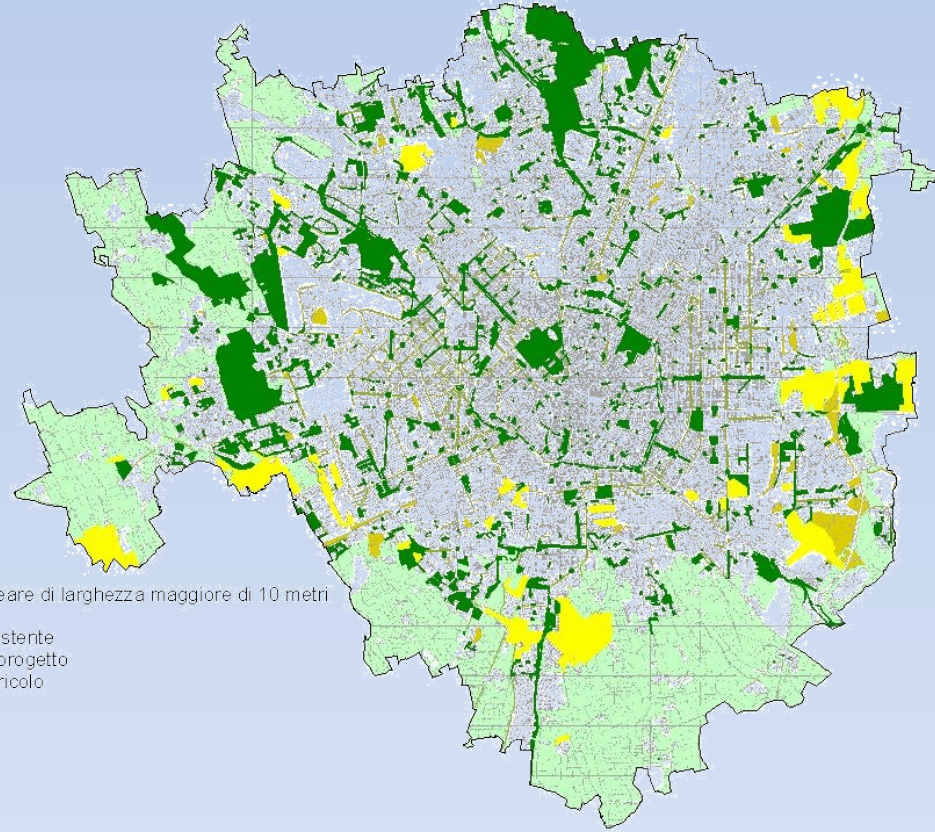 eare di larghezza maggiore di 10 metri
stente
progetto
ricolo